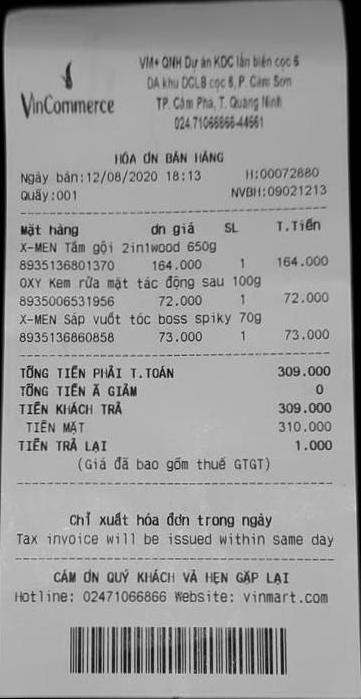 VinCommerce
VM+ QNH Dự án KDC lấn biển cọc 6
DA khu DCLB cọc 6, P. Cẩm Sơn
TP. Cẩm Phả, T. Quảng Ninh
024.71066866-44561
HÓA ƠN BÁN HÀNG
Ngày bán:12/08/2020 18:13 H:00072880
Quầy:001 NVBH:09021213
Mặt hàng ơn giá SL T.Tiền
X-MEN Tắm gội 2in1wood 650g
8935136801370 164.000 1 164.000
OXY Kem rửa mặt tác động sau 100g
8935006531956 72.000 1 72.000
X-MEN Sáp vuốt tóc boss spiky 70g
8935136860858 73.000 1 73.000
TỔNG TIỀN PHẢI T.TOÁN 309.000
TỔNG TIỀN Ã GIẢM 0
TIỀN KHÁCH TRẢ 309.000
TIỀN MẶT 310.000
TIỀN TRẢ LẠI 1.000
(Giá đã bao gồm thuế GTGT)
Chỉ xuất hóa đơn trong ngày
Tax invoice will be issued within same day
CẢM ƠN QUÝ KHÁCH VÀ HẸN GẶP LẠI
Hotline: 02471066866 Website: vinmart.com